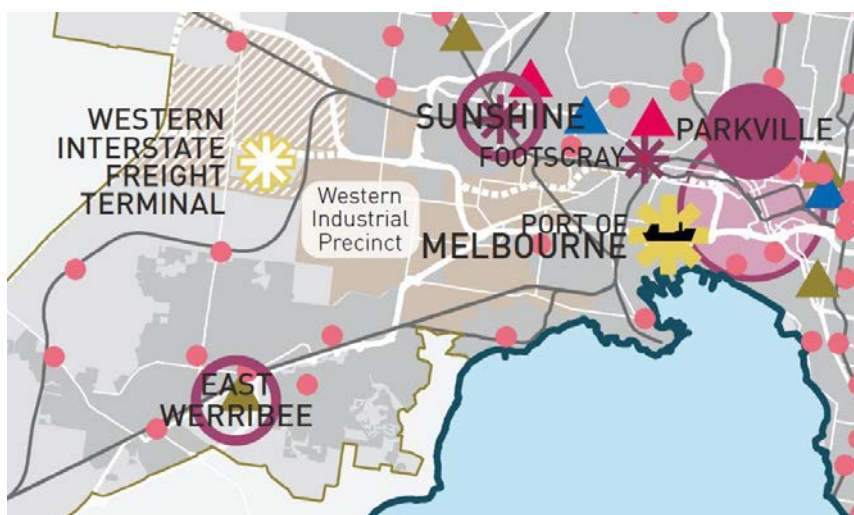 WESTERN
INTERSTATE
FREIGHT
TERMINAL
SUNSHINE
PARKVILLE
FOOTSCRAY
Western
Industrial
Precinct
PORT OF
MELBOURNE
EAST
WERRIBEE